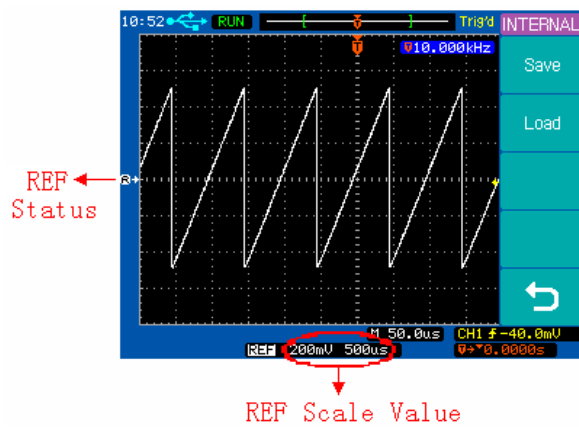 10:52 RUN T Trig'd INTERNAL
T
T10.000kHz
Save
Load
REF
Status
R
M 50.0us CH1 -40.0mV
REF 200mV 500us T→▼0.0000s
REF Scale Value